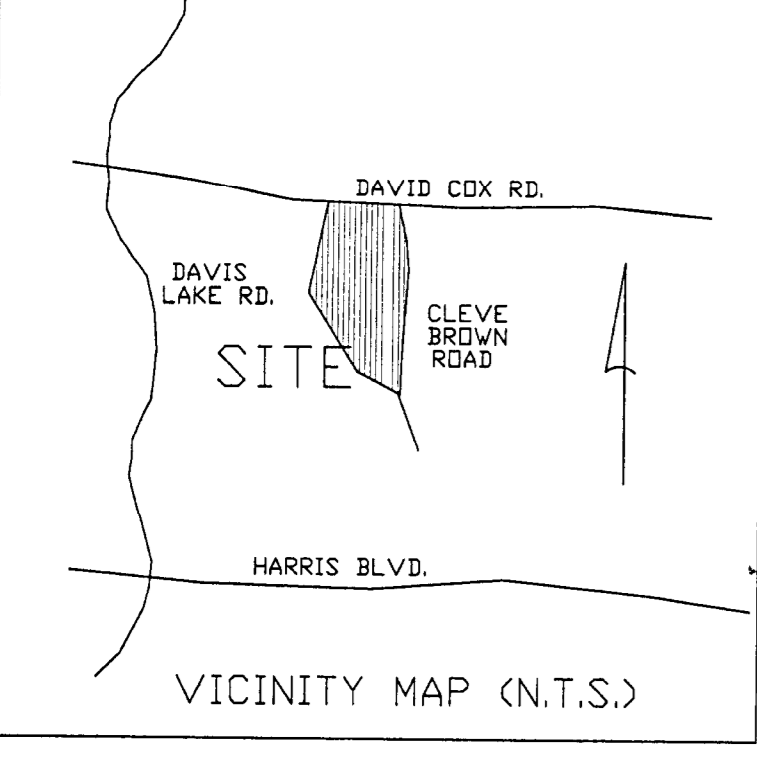 DAVID COX RD.
DAVIS
LAKE RD.
CLEVE
BROWN
ROAD
SITE
HARRIS BLVD.
VICINITY MAP (N.T.S.)